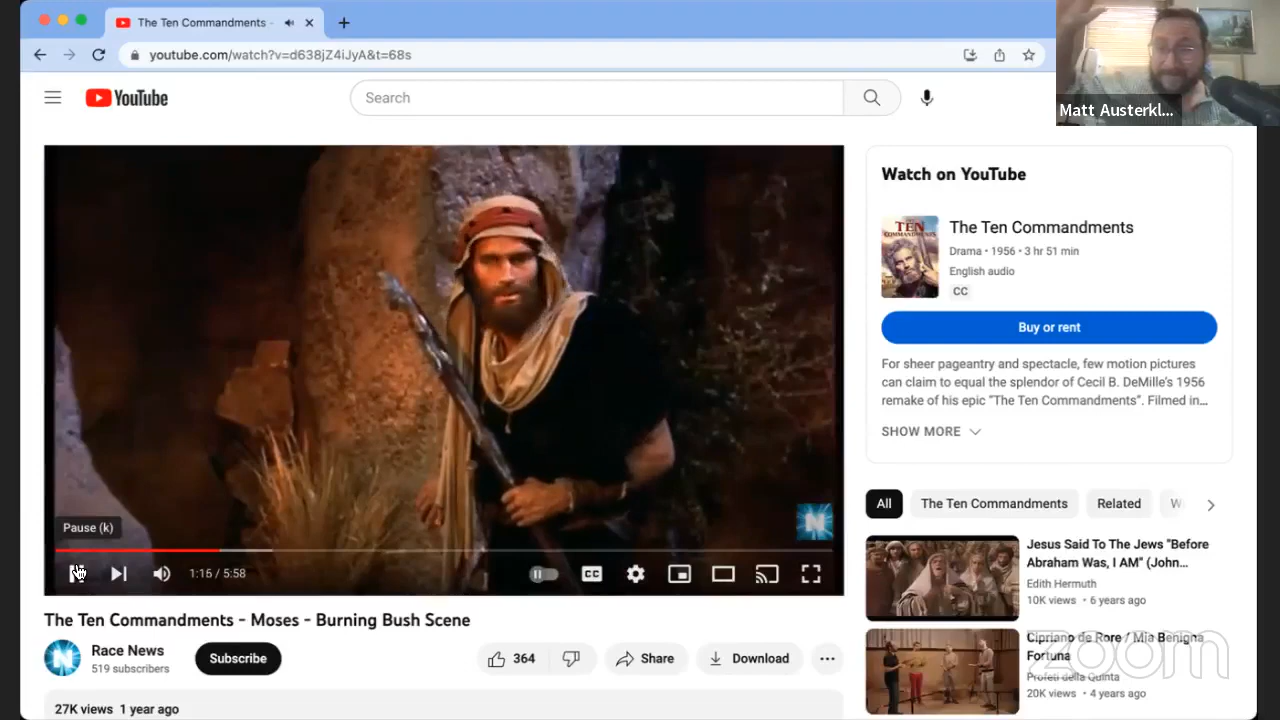 The Ten Commandments -
youtube.com/watch?v=d638jZ4iJyA&t=68s
Matt Austerkl...
YouTube
Search
Watch on YouTube
TEN
COMMANDMENTS
The Ten Commandments
Drama • 1956 • 3 hr 51 min
English audio
CC
Buy or rent
For sheer pageantry and spectacle, few motion pictures
can claim to equal the splendor of Cecil B. DeMille's 1956
remake of his epic "The Ten Commandments". Filmed in...
SHOW MORE
N
Pause (k)
1:16 / 5:58
CC
All
The Ten Commandments
Related
Jesus Said To The Jews "Before
Abraham Was, I AM" (John...
Edith Hermuth
10K views • 6 years ago
The Ten Commandments - Moses - Burning Bush Scene
N
Race News
519 subscribers
Subscribe
364
Share
Download
Cipriano de Rore / Mia Benigna
Fortuna
Profeti della Quinta
20K views • 4 years ago
zoom
27K views 1 year ago